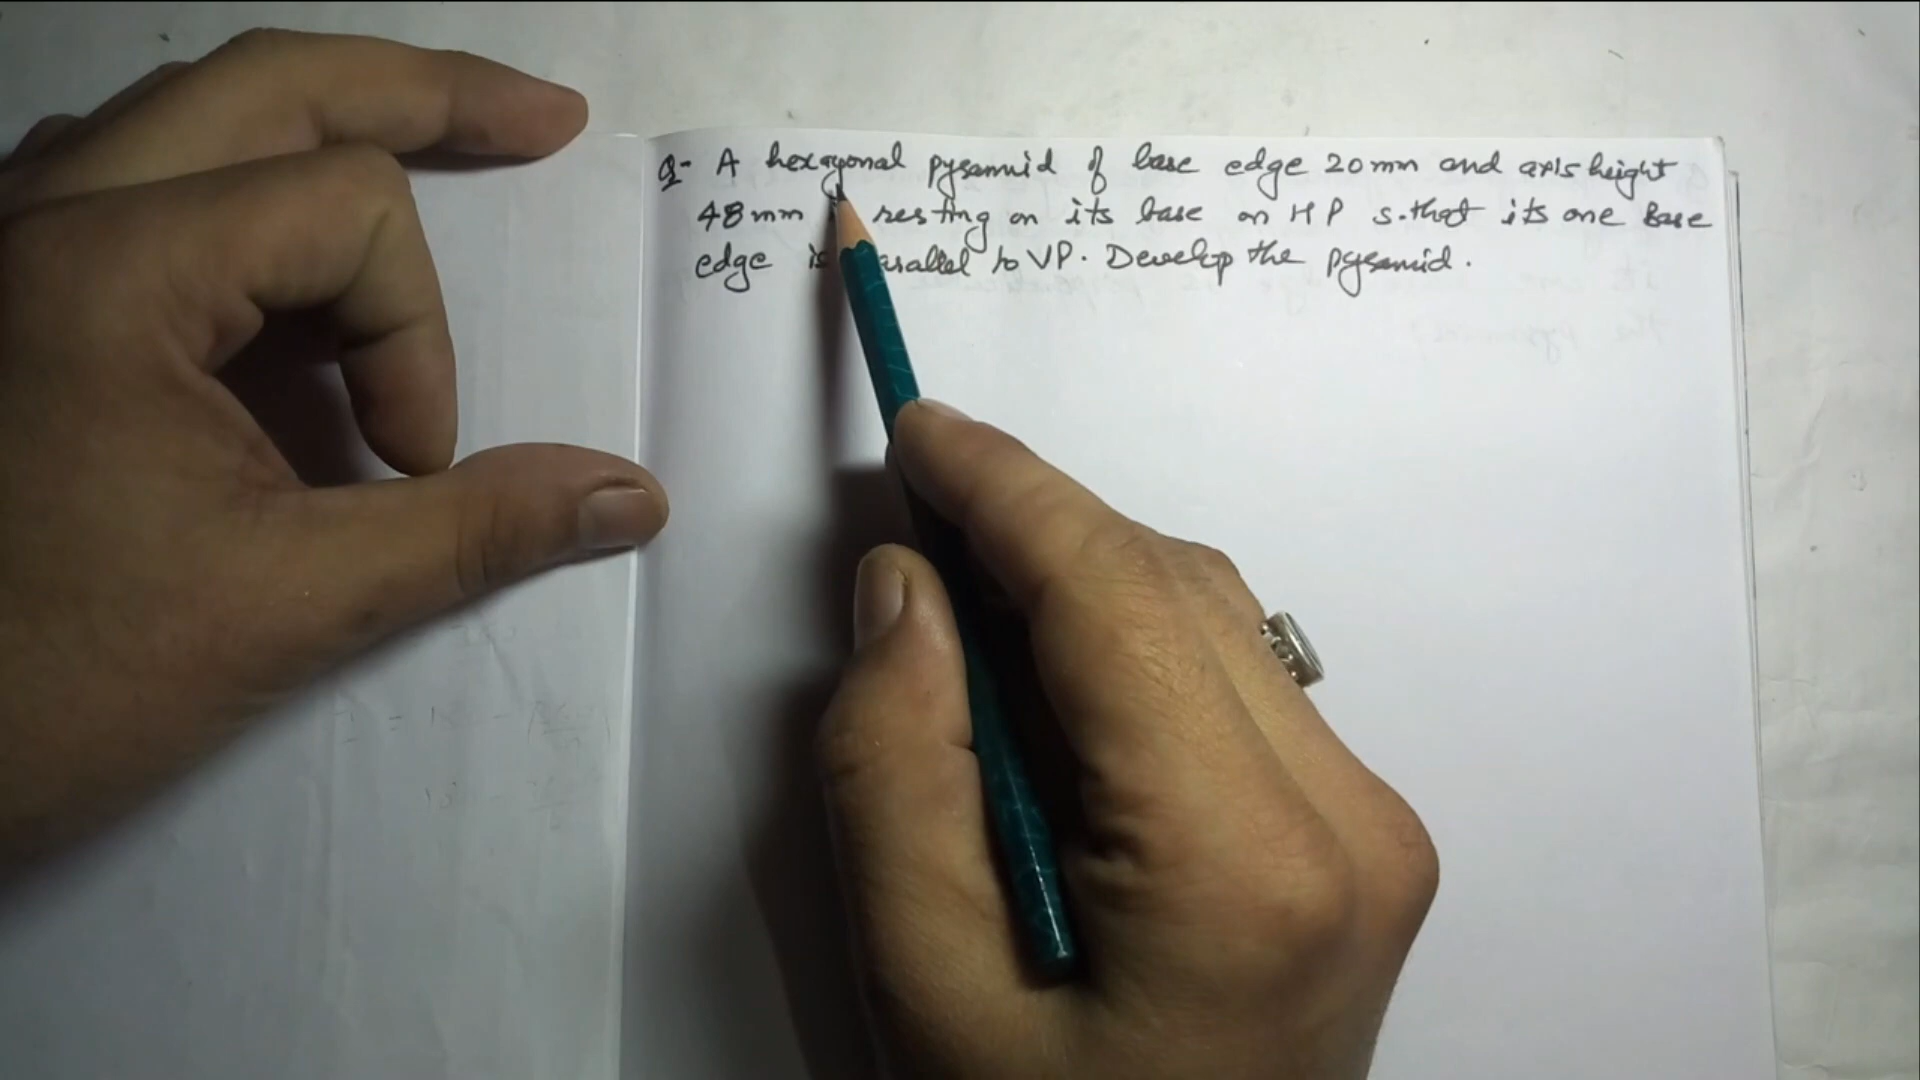 Q- A hexagonal pyramid of base edge 20mm and axis height
48mm resting on its base on HP s.that its one Base
edge is parallel to VP. Develop the pyramid.